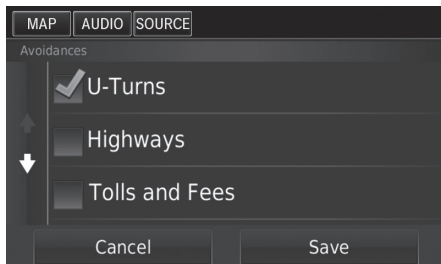 MAP AUDIO SOURCE
Avoidances
U-Turns
Highways
Tolls and Fees
Cancel Save